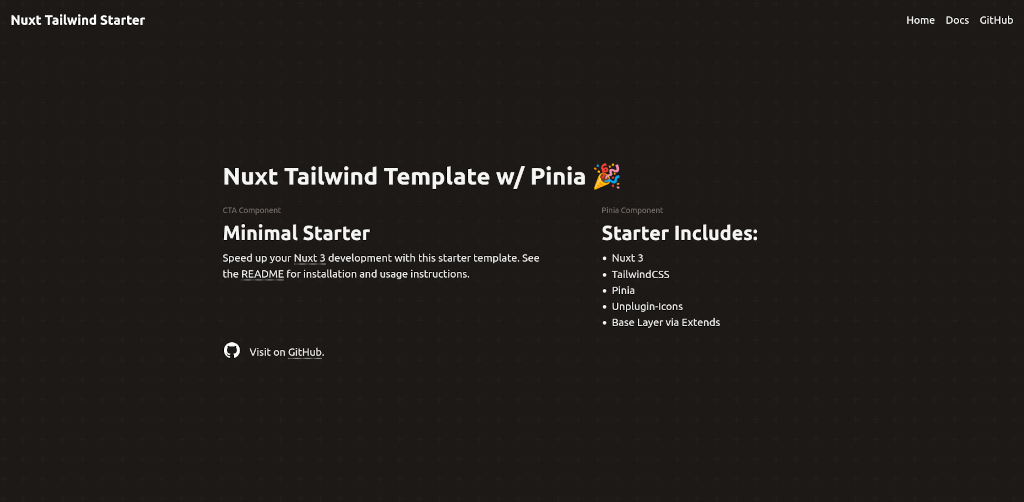 Nuxt Tailwind Starter
Home Docs GitHub
Nuxt Tailwind Template w/ Pinia 🎉
CTA Component
Minimal Starter
Speed up your Nuxt 3 development with this starter template. See
the README for installation and usage instructions.
Visit on GitHub.
Pinia Component
Starter Includes:
• Nuxt 3
• TailwindCSS
• Pinia
• Unplugin-Icons
• Base Layer via Extends